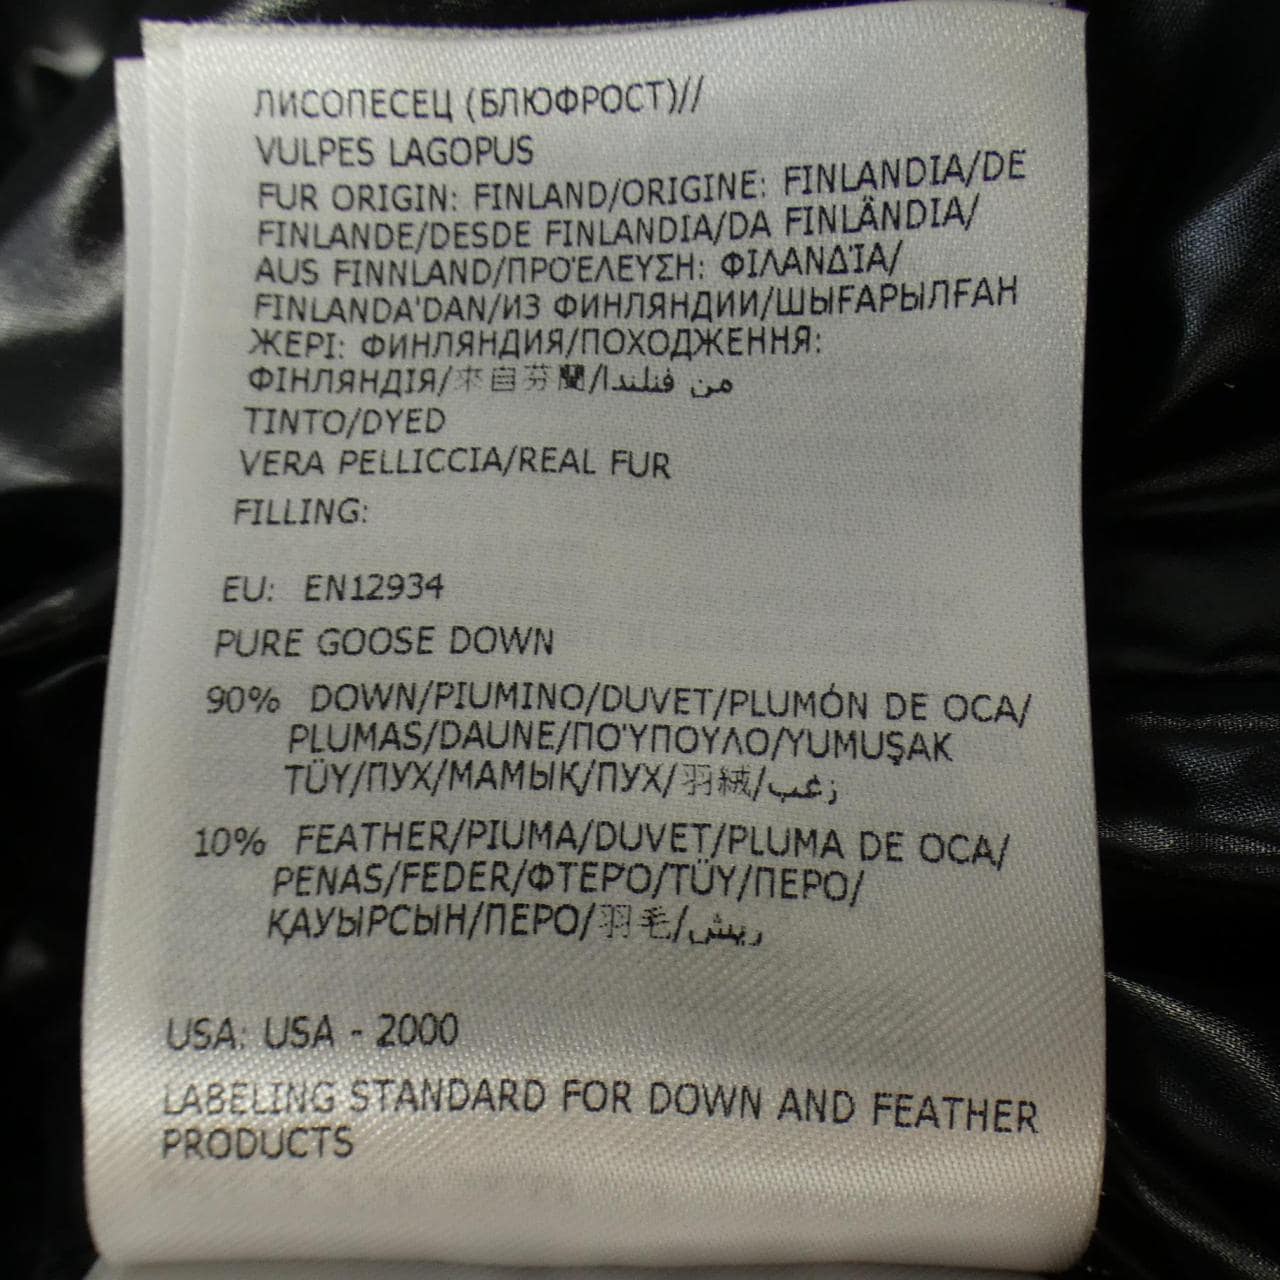 ЛИСОПЕСЕЦ (БЛЮФРОСТ)//
VULPES LAGOPUS
FUR ORIGIN: FINLAND/ORIGINE: FINLANDIA/DE
FINLANDE/DESDE FINLANDIA/DA FINLÄNDIA/
AUS FINNLAND/ΠΡΟΈΛΕΥΣΗ: ΦΙΛΑΝΔΊΑ/
FINLANDA'DAN/ИЗ ФИНЛЯНДИИ/ШЫҒАРЫЛҒАН
ЖЕРІ: ФИНЛЯНДИЯ/ПОХОДЖЕННЯ:
ФІНЛЯНДІЯ/來自芬蘭/من فنلندا
TINTO/DYED
VERA PELLICCIA/REAL FUR
FILLING:
EU: EN12934
PURE GOOSE DOWN
90% DOWN/PIUMINO/DUVET/PLUMÓN DE OCA/
PLUMAS/DAUNE/ΠΟΎΠΟΥΛΟ/YUMUŞAK
TÜY/ПУХ/МАМЫҚ/ПУХ/羽絨/زغب
10% FEATHER/PIUMA/DUVET/PLUMA DE OCA/
PENAS/FEDER/ΦΤΕΡΌ/TÜY/ПЕРО/
ҚАУЫРСЫН/ПЕРО/羽毛/ريش
USA: USA - 2000
LABELING STANDARD FOR DOWN AND FEATHER
PRODUCTS